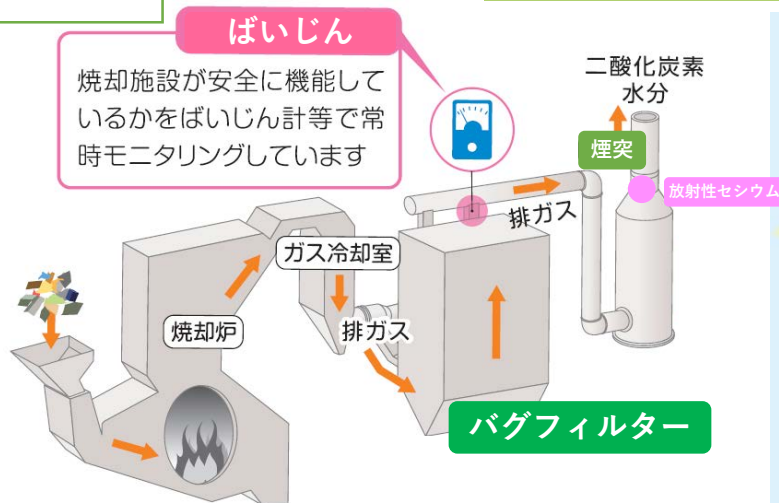 ばいじん
焼却施設が安全に機能して
いるかをばいじん計等で常
時モニタリングしています
二酸化炭素
水分
煙突
放射性セシウム
排ガス
ガス冷却室
焼却炉
排ガス
バグフィルター